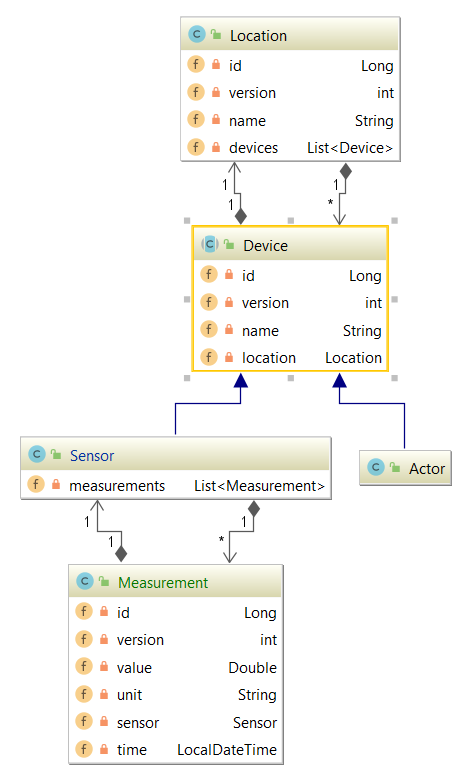 C Location
f id Long
f version int
f name String
f devices List<Device>
1 1
1 *
C Device
f id Long
f version int
f name String
f location Location
C Sensor
f measurements List<Measurement>
C Actor
1 1
1 *
C Measurement
f id Long
f version int
f value Double
f unit String
f sensor Sensor
f time LocalDateTime